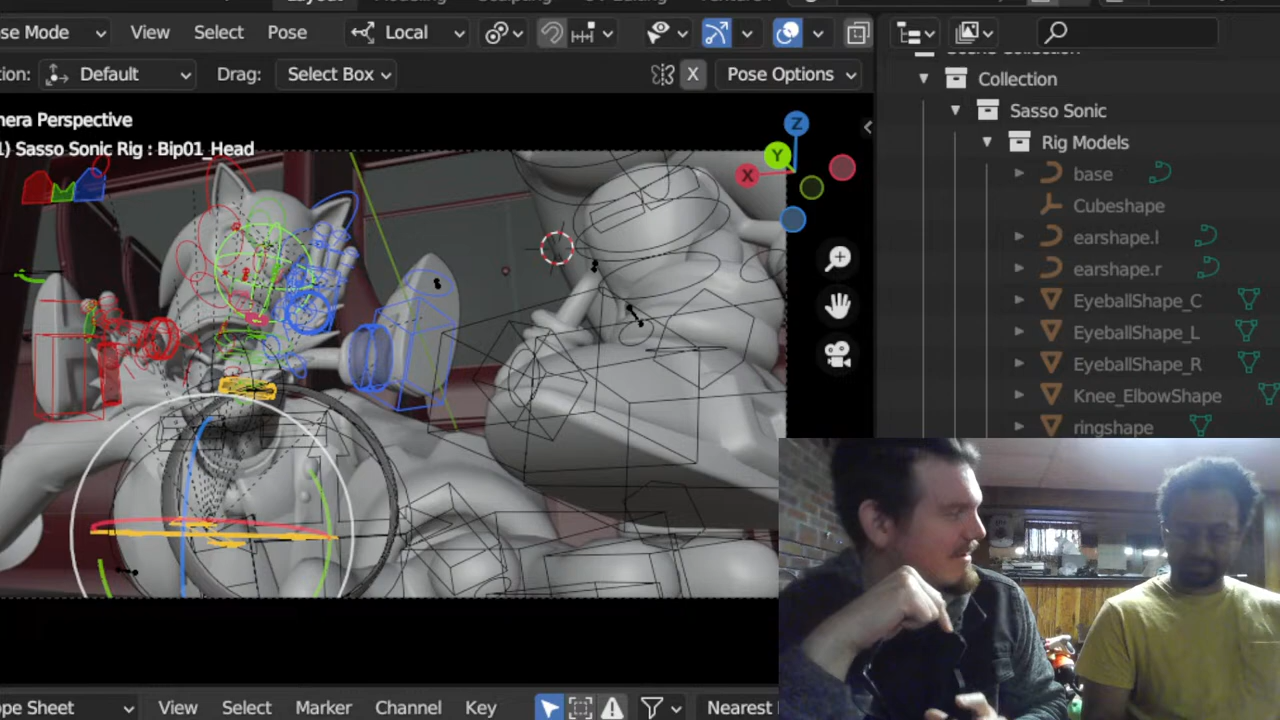 se Mode View Select Pose Local
ion: Default Drag: Select Box X Pose Options
nera Perspective
1) Sasso Sonic Rig : Bip01_Head
Z
Y
X
Collection
Sasso Sonic
Rig Models
base
Cubeshape
earshape.l
earshape.r
EyeballShape_C
EyeballShape_L
EyeballShape_R
Knee_ElbowShape
ringshape
ope Sheet View Select Marker Channel Key Nearest